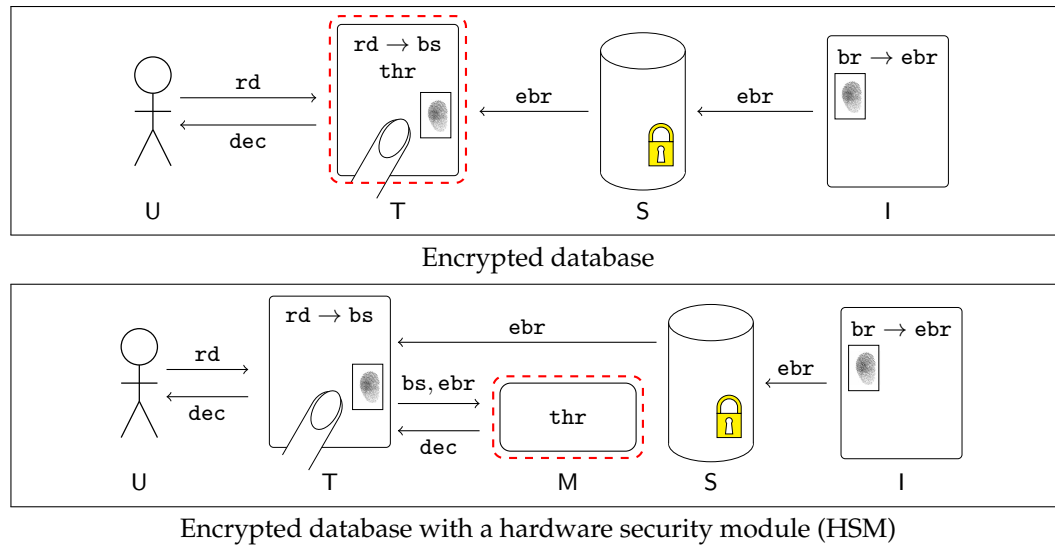 rd → bs
thr
br → ebr
rd
dec
ebr
ebr
U
T
S
I
Encrypted database
rd → bs
br → ebr
ebr
rd
dec
bs, ebr
dec
thr
ebr
U
T
M
S
I
Encrypted database with a hardware security module (HSM)